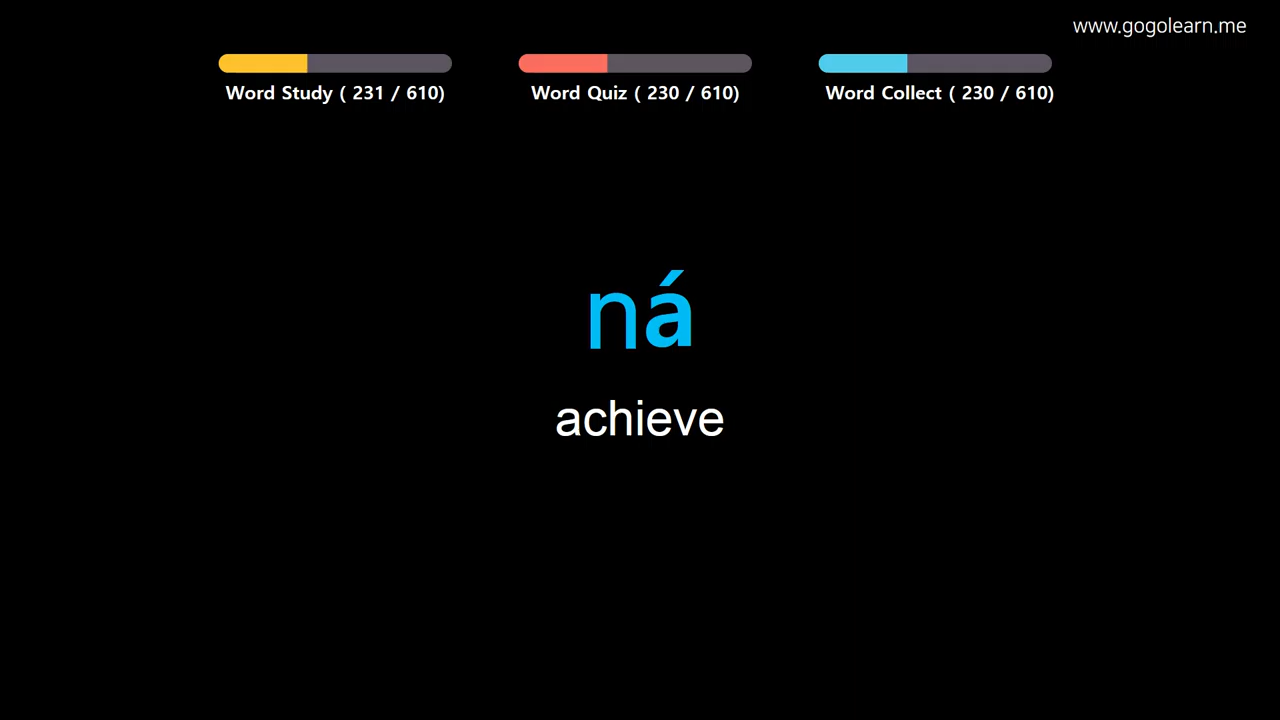 www.gogolearn.me
Word Study ( 231 / 610)
Word Quiz ( 230 / 610)
Word Collect ( 230 / 610)
ná
achieve